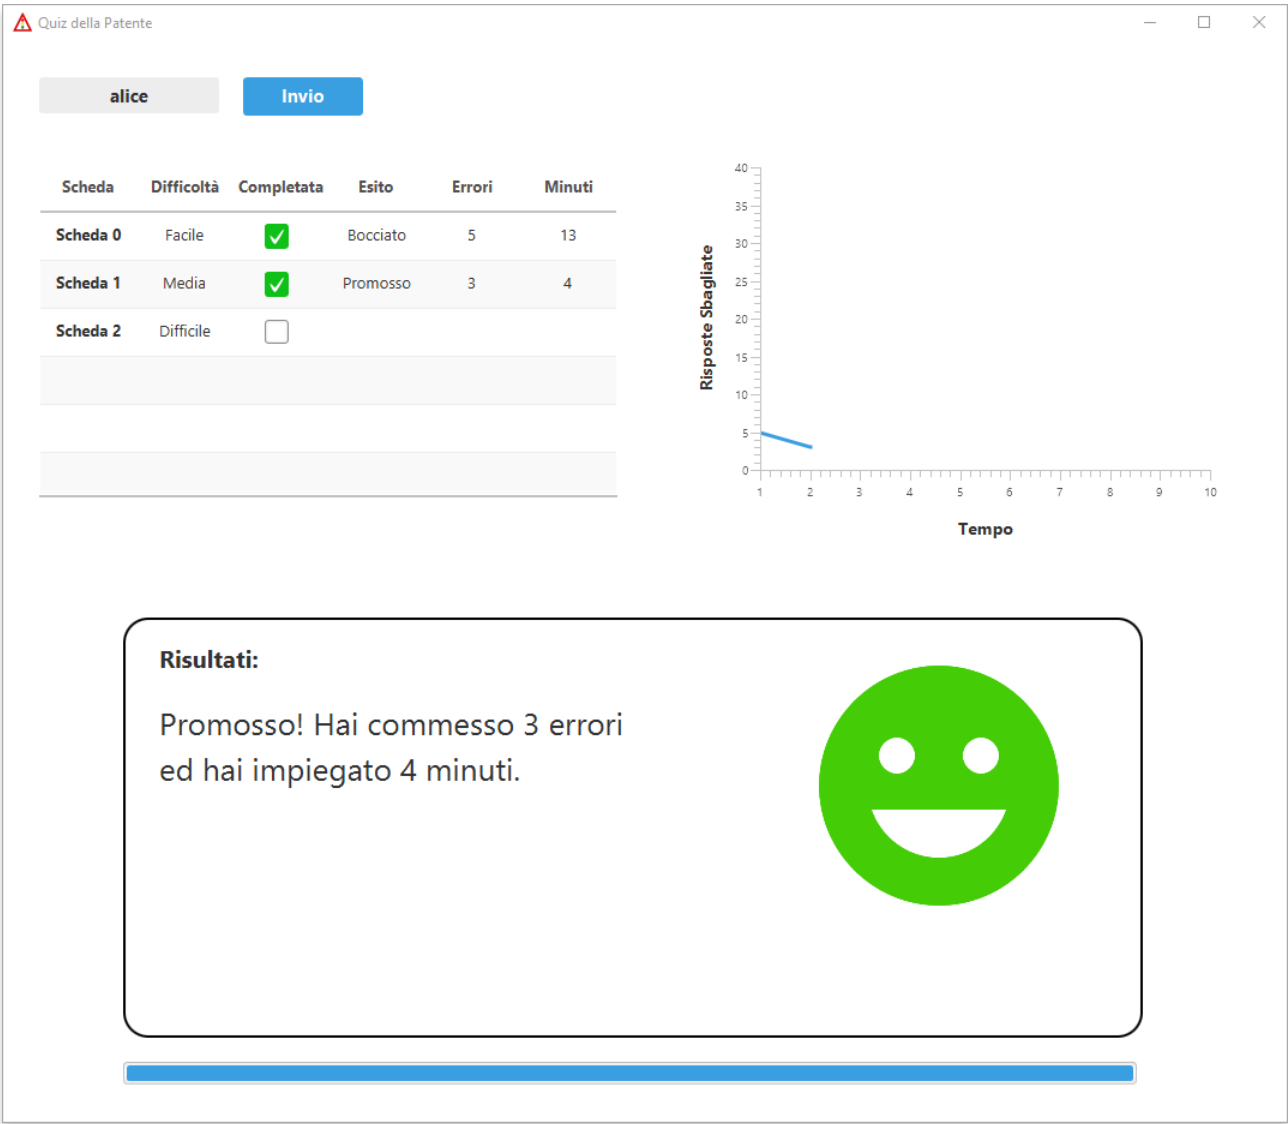 Quiz della Patente
alice
Invio
Scheda Difficoltà Completata Esito Errori Minuti
Scheda 0 Facile Bocciato 5 13
Scheda 1 Media Promosso 3 4
Scheda 2 Difficile
40
35
30
25
20
15
10
5
0
Risposte Sbagliate
1 2 3 4 5 6 7 8 9 10
Tempo
Risultati:
Promosso! Hai commesso 3 errori
ed hai impiegato 4 minuti.